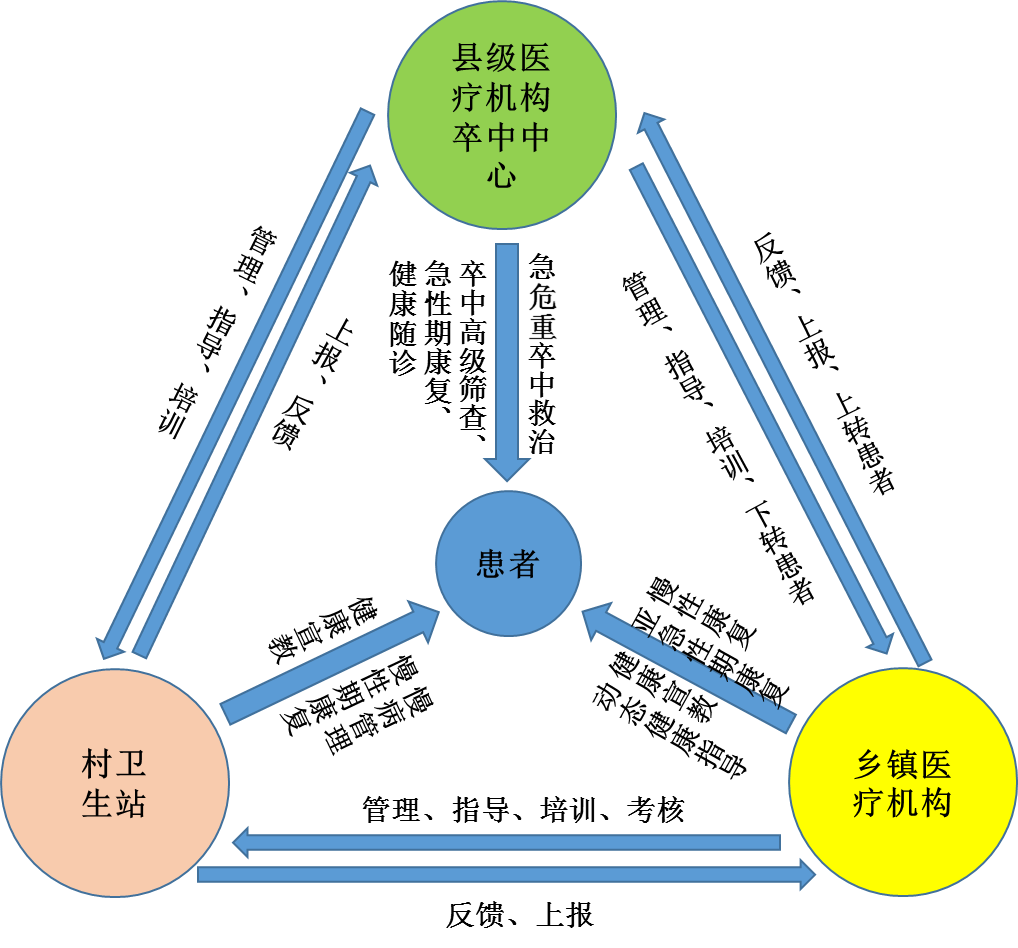 县级医
疗机构
卒中中
心
管理、指导、培训
上报、反馈
急危重卒中救治
卒中高级筛查、
急性期康复、
健康随诊
反馈、上报、上转患者
管理、指导、培训、下转患者
患者
健康宣教
慢病管理
慢性期康复
慢性康复
亚急性期康复
健康宣教
动态健康指导
村卫
生站
乡镇医
疗机构
管理、指导、培训、考核
反馈、上报